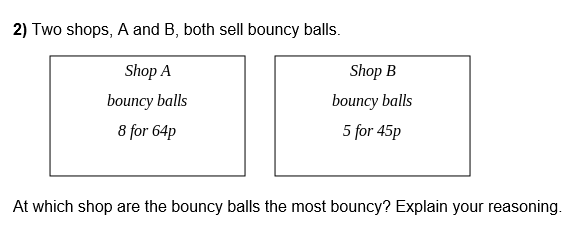 2) Two shops, A and B, both sell bouncy balls.
Shop A
bouncy balls
8 for 64p
Shop B
bouncy balls
5 for 45p
At which shop are the bouncy balls the most bouncy? Explain your reasoning.